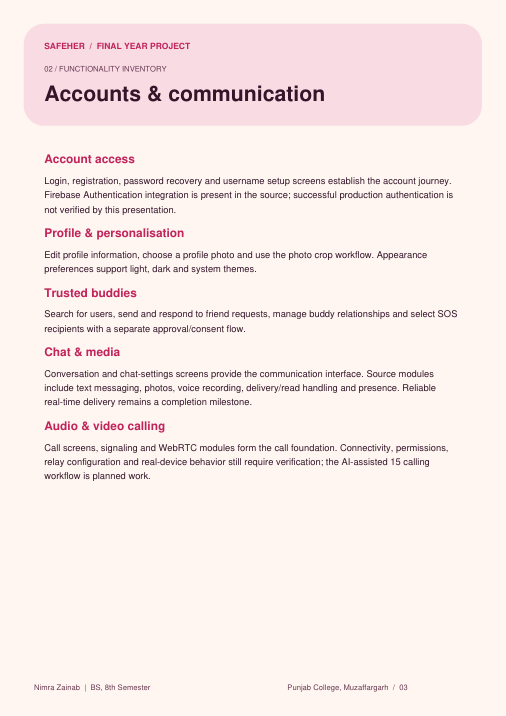 SAFEHER / FINAL YEAR PROJECT
02 / FUNCTIONALITY INVENTORY
Accounts & communication
Account access
Login, registration, password recovery and username setup screens establish the account journey.
Firebase Authentication integration is present in the source; successful production authentication is
not verified by this presentation.
Profile & personalisation
Edit profile information, choose a profile photo and use the photo crop workflow. Appearance
preferences support light, dark and system themes.
Trusted buddies
Search for users, send and respond to friend requests, manage buddy relationships and select SOS
recipients with a separate approval/consent flow.
Chat & media
Conversation and chat-settings screens provide the communication interface. Source modules
include text messaging, photos, voice recording, delivery/read handling and presence. Reliable
real-time delivery remains a completion milestone.
Audio & video calling
Call screens, signaling and WebRTC modules form the call foundation. Connectivity, permissions,
relay configuration and real-device behavior still require verification; the AI-assisted 15 calling
workflow is planned work.
Nimra Zainab | BS, 8th Semester
Punjab College, Muzaffargarh / 03